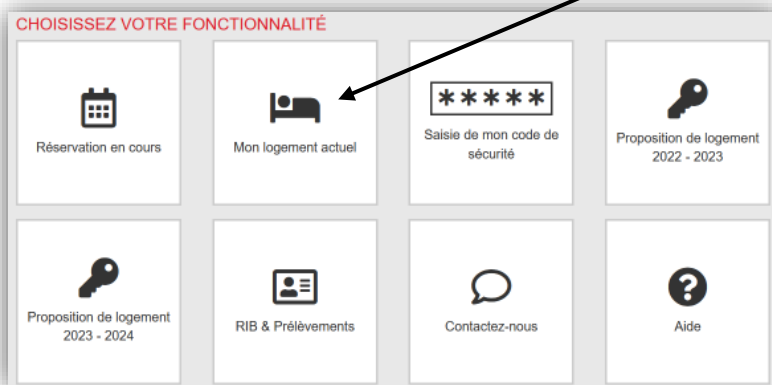 CHOISISSEZ VOTRE FONCTIONNALITÉ
Réservation en cours
Mon logement actuel
*****
Saisie de mon code de
sécurité
Proposition de logement
2022 - 2023
Proposition de logement
2023 - 2024
RIB & Prélèvements
Contactez-nous
Aide